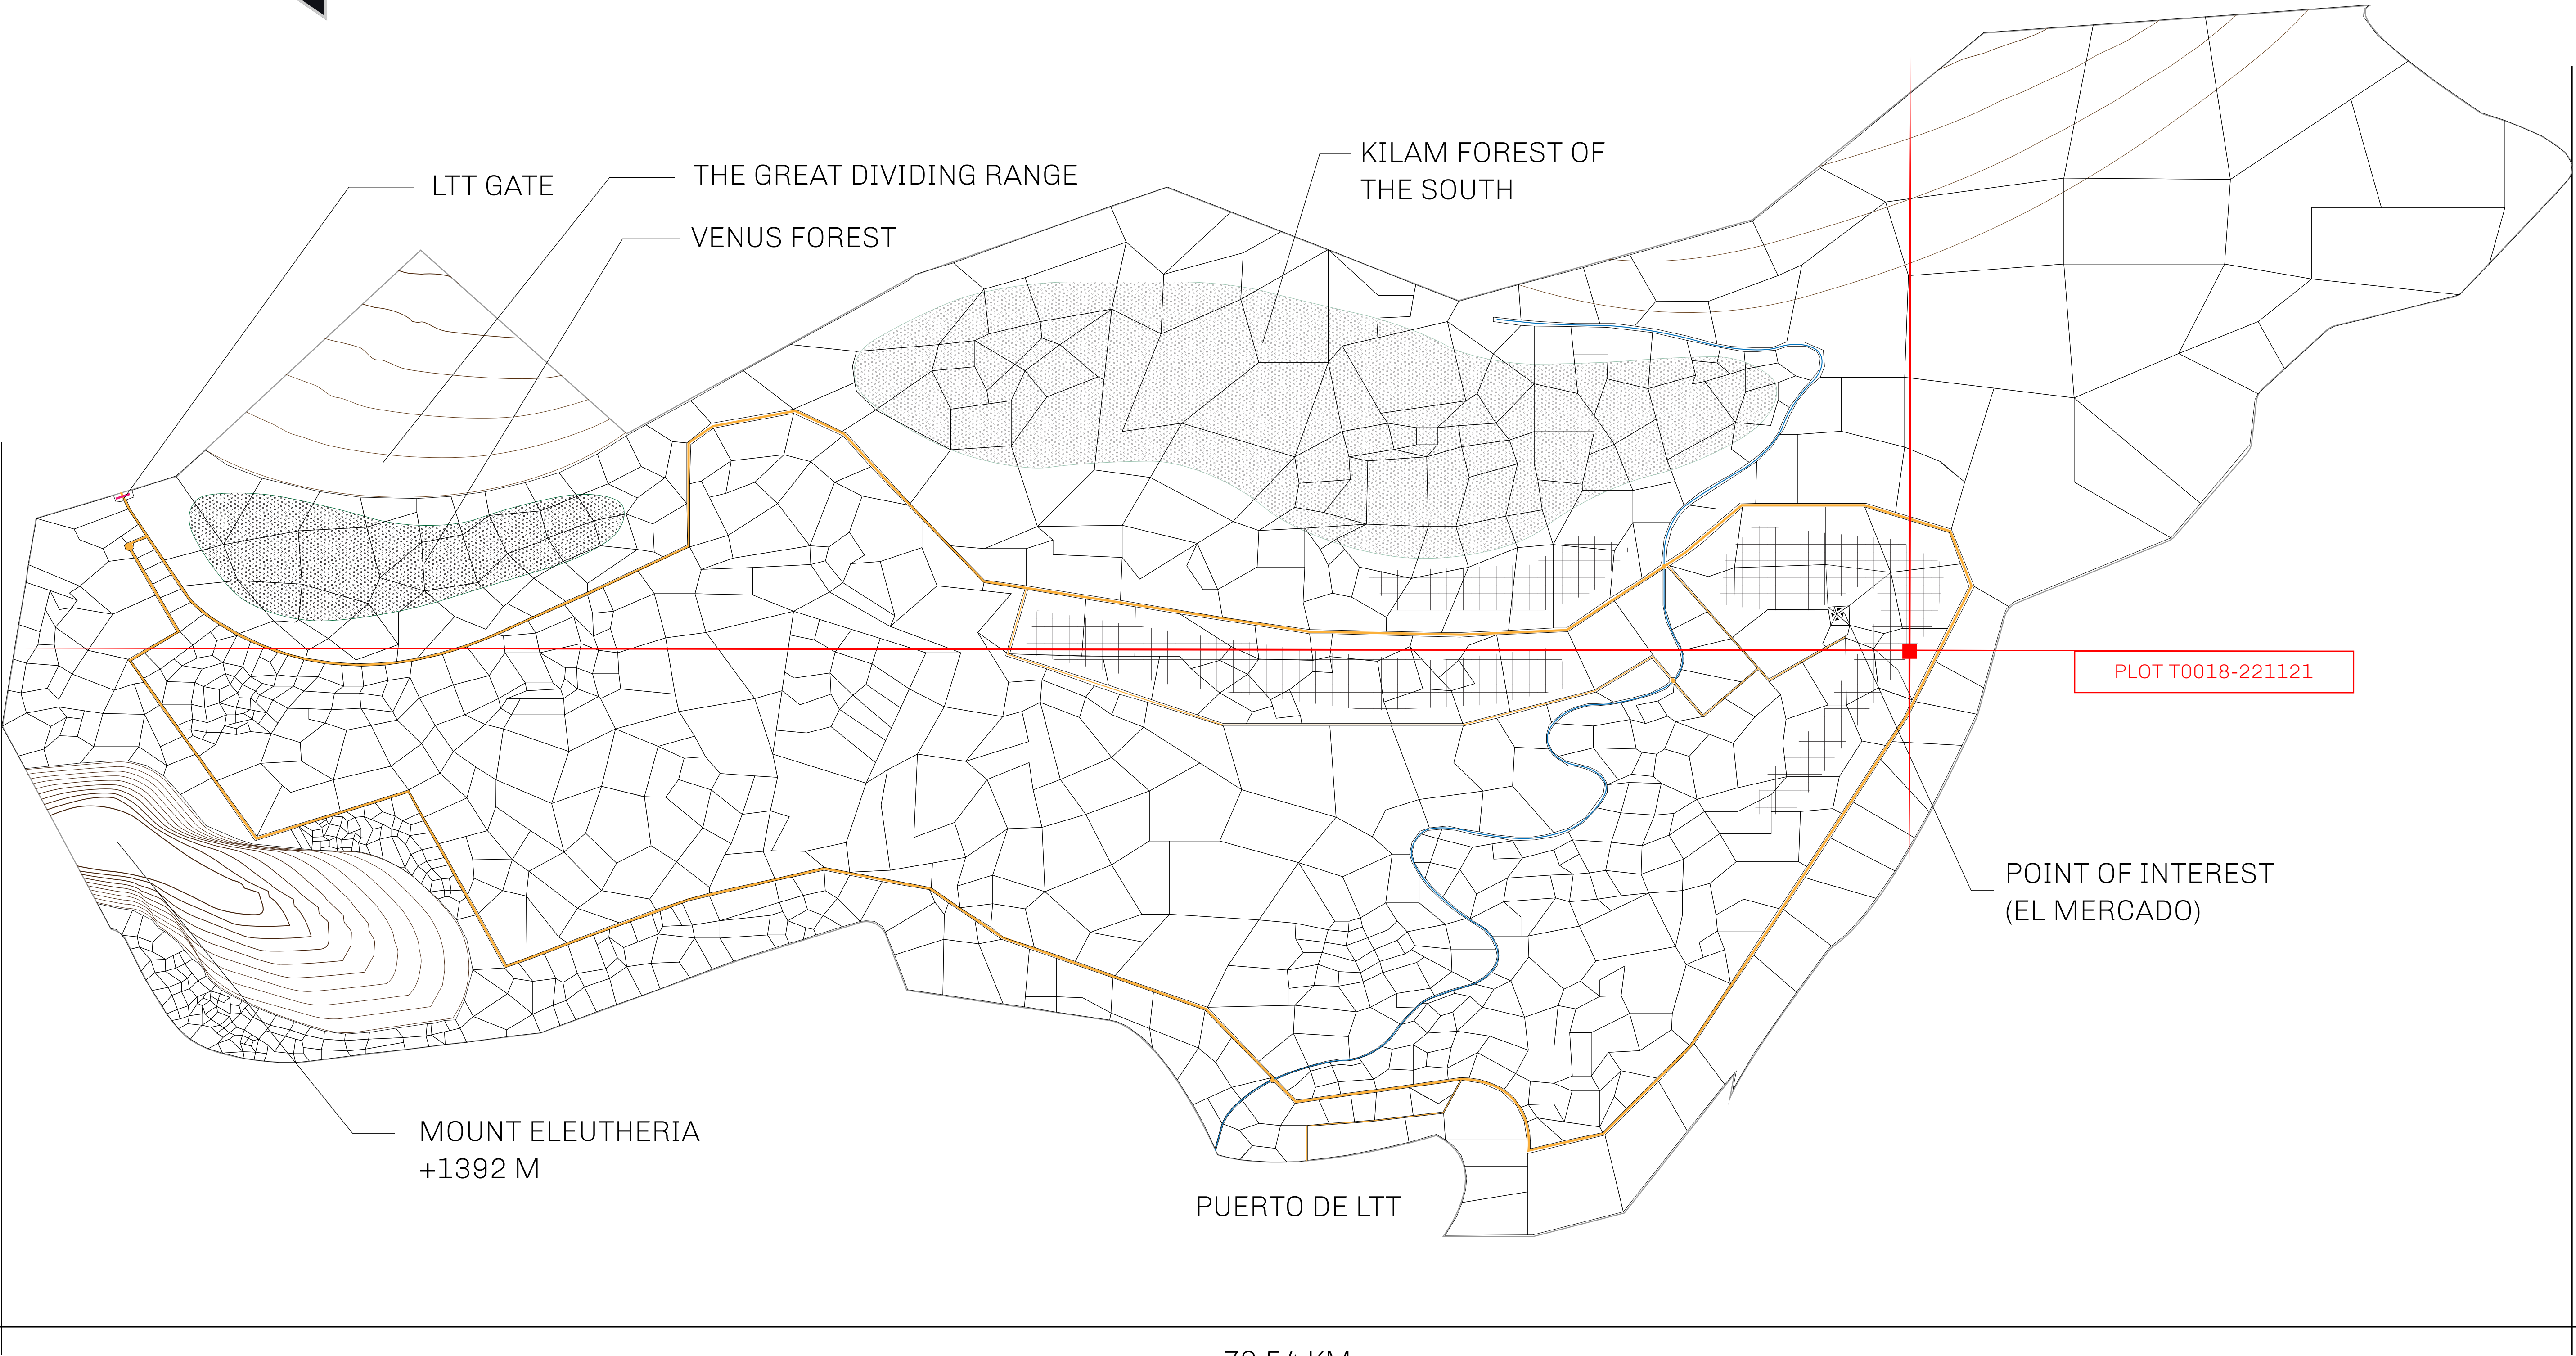 KILAM FOREST OF
THE SOUTH
LTT GATE
THE GREAT DIVIDING RANGE
VENUS FOREST
PLOT T0018-221121
POINT OF INTEREST
(EL MERCADO)
MOUNT ELEUTHERIA
+1392 M
PUERTO DE LTT